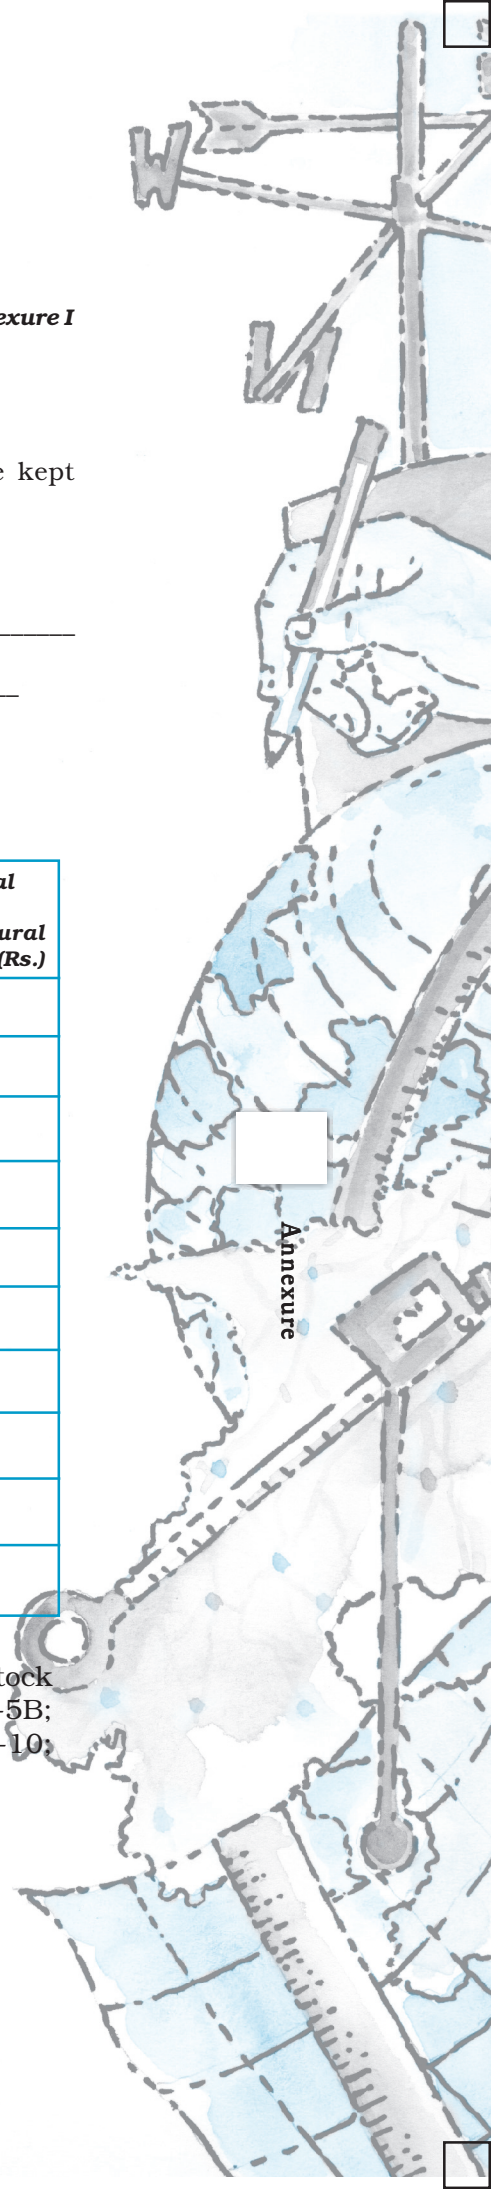 exure I
e kept
al
ural
(Rs.)
tock
-5B;
-10;
Annexure
W
N